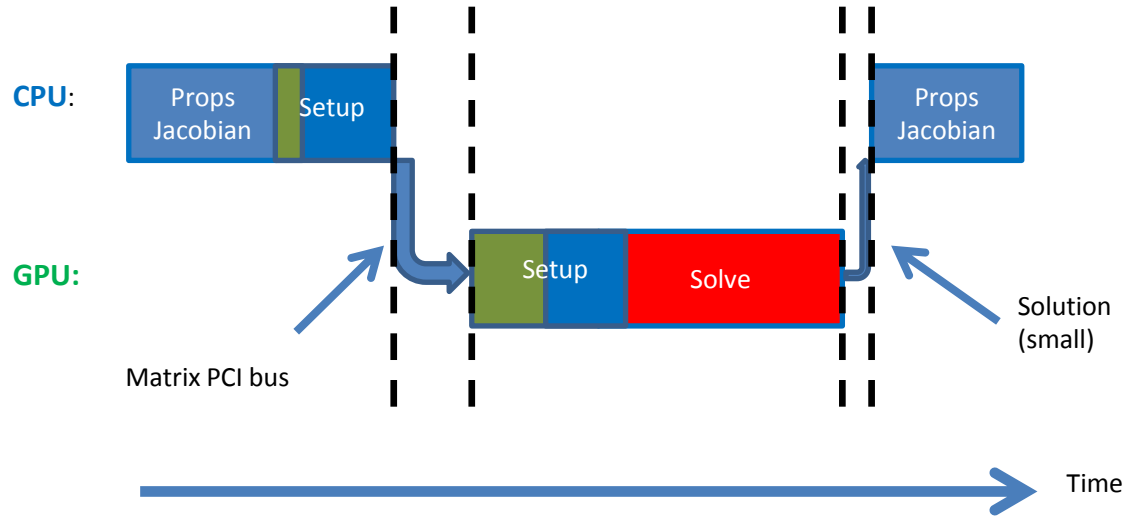 CPU:
Props
Jacobian
Setup
Props
Jacobian
GPU:
Setup
Solve
Solution
(small)
Matrix PCI bus
Time